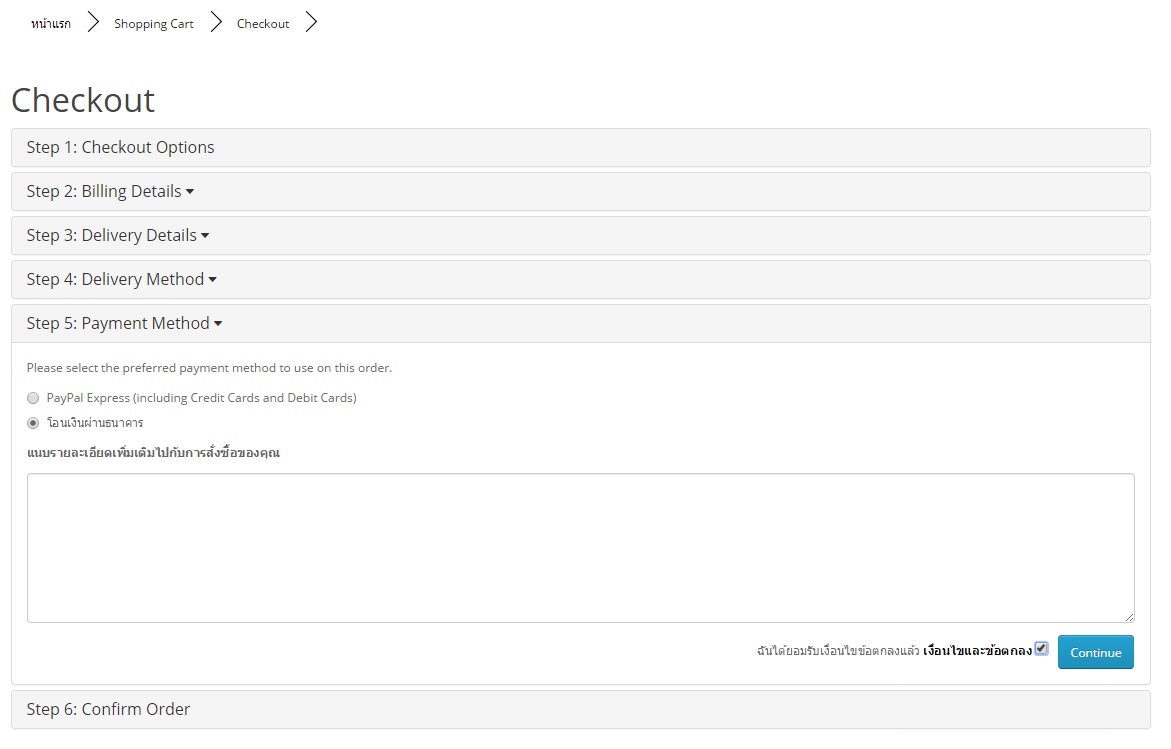 หน้าแรก Shopping Cart Checkout
Checkout
Step 1: Checkout Options
Step 2: Billing Details
Step 3: Delivery Details
Step 4: Delivery Method
Step 5: Payment Method
Please select the preferred payment method to use on this order.
PayPal Express (including Credit Cards and Debit Cards)
โอนเงินผ่านธนาคาร
แนบรายละเอียดเพิ่มเติมไปกับการสั่งซื้อของคุณ
ฉันได้ยอมรับเงื่อนไขข้อตกลงแล้ว เงื่อนไขและข้อตกลง Continue
Step 6: Confirm Order